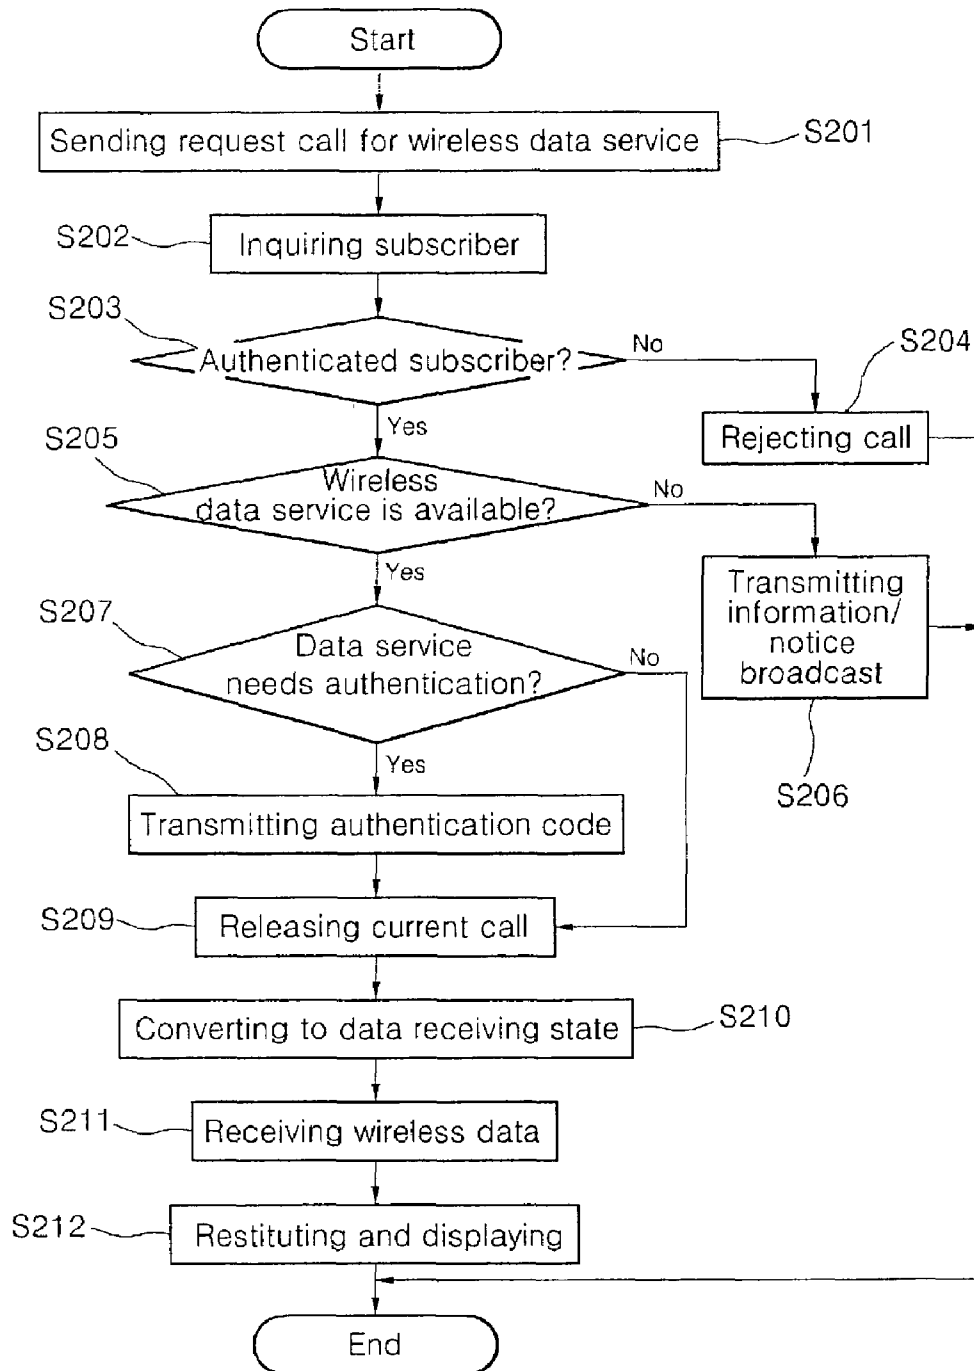 Start
Sending request call for wireless data service
S201
S202
Inquiring subscriber
S203
Authenticated subscriber?
No
S204
Yes
Rejecting call
S205
Wireless
data service is available?
No
Yes
Transmitting
information/
notice
broadcast
S206
S207
Data service
needs authentication?
No
Yes
S208
Transmitting authentication code
S209
Releasing current call
Converting to data receiving state
S210
S211
Receiving wireless data
S212
Restituting and displaying
End